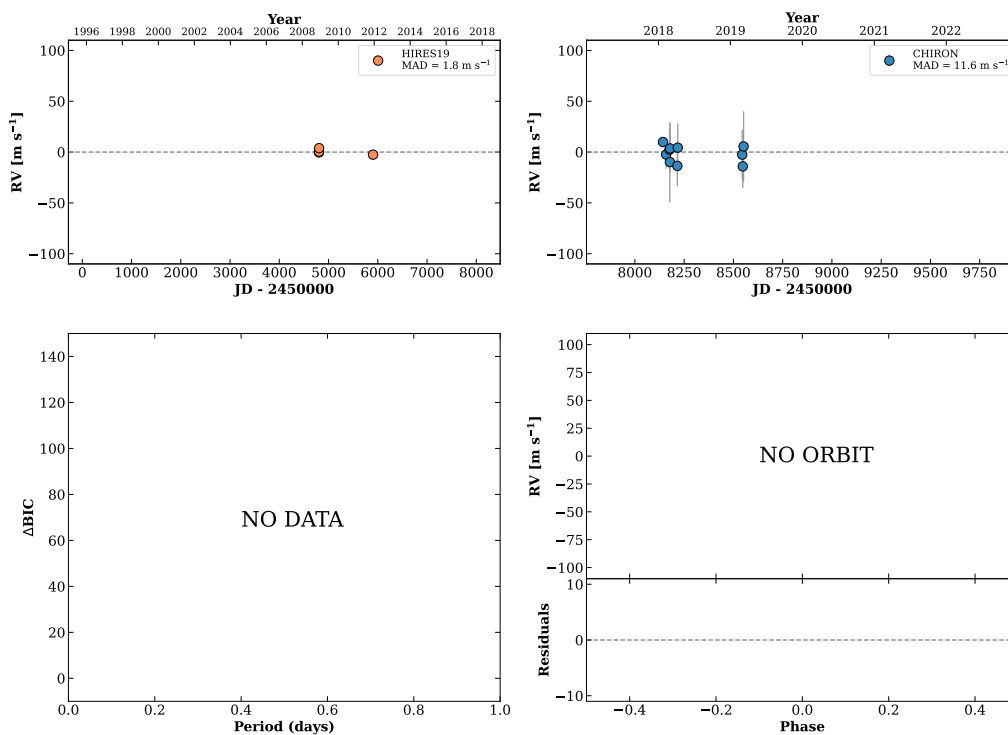 Year
1996 1998 2000 2002 2004 2006 2008 2010 2012 2014 2016 2018
HIRES19
MAD = 1.8 m s⁻¹
100
50
0
−50
−100
RV [m s⁻¹]
0 1000 2000 3000 4000 5000 6000 7000 8000
JD - 2450000
Year
2018 2019 2020 2021 2022
CHIRON
MAD = 11.6 m s⁻¹
100
50
0
−50
−100
RV [m s⁻¹]
8000 8250 8500 8750 9000 9250 9500 9750
JD - 2450000
140
120
100
80
60
40
20
0
ΔBIC
NO DATA
0.0 0.2 0.4 0.6 0.8 1.0
Period (days)
100
75
50
25
0
−25
−50
−75
−100
RV [m s⁻¹]
NO ORBIT
10
0
−10
Residuals
−0.4 −0.2 0.0 0.2 0.4
Phase